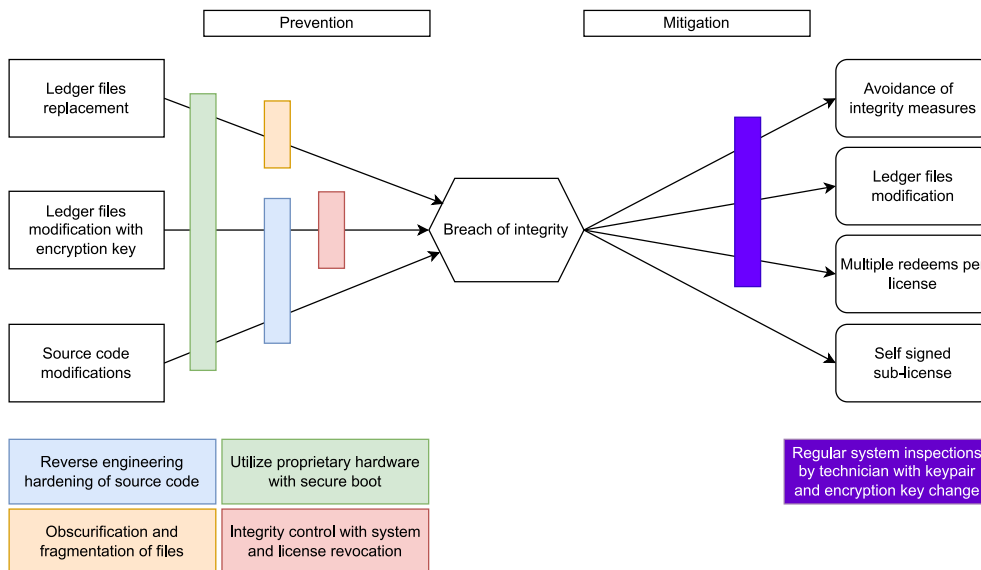 Prevention
Mitigation
Ledger files
replacement
Ledger files
modification with
encryption key
Source code
modifications
Breach of integrity
Avoidance of
integrity measures
Ledger files
modification
Multiple redeems per
license
Self signed
sub-license
Reverse engineering
hardening of source code
Utilize proprietary hardware
with secure boot
Obscurification and
fragmentation of files
Integrity control with system
and license revocation
Regular system inspections
by technician with keypair
and encryption key change